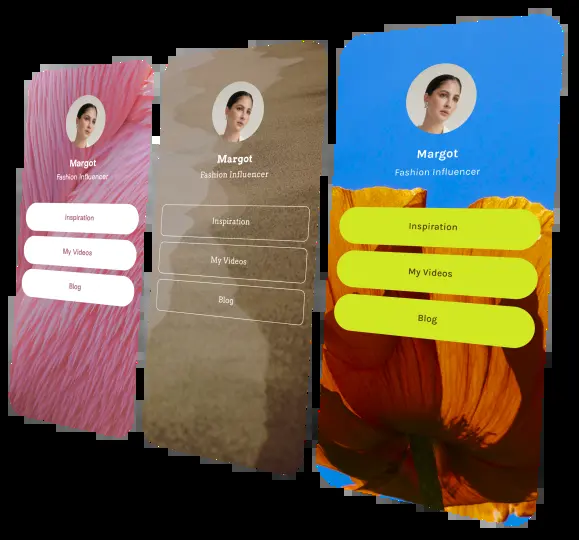 Margot
Fashion Influencer
Inspiration
My Videos
Blog
Margot
Fashion Influencer
Inspiration
My Videos
Blog
Margot
Fashion Influencer
Inspiration
My Videos
Blog